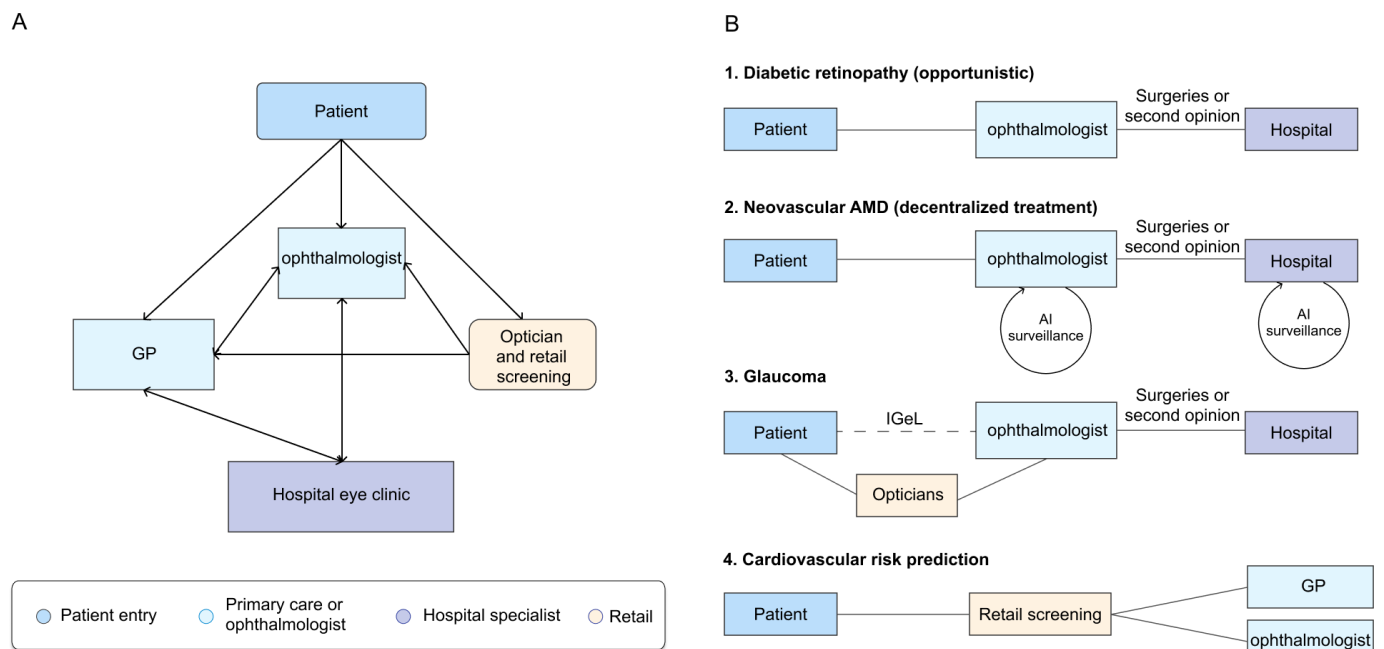 A
Patient
ophthalmologist
GP
Optician
and retail
screening
Hospital eye clinic
Patient entry
Primary care or
ophthalmologist
Hospital specialist
Retail
B
1. Diabetic retinopathy (opportunistic)
Patient
ophthalmologist
Surgeries or
second opinion
Hospital
2. Neovascular AMD (decentralized treatment)
Patient
ophthalmologist
Surgeries or
second opinion
Hospital
AI
surveillance
AI
surveillance
3. Glaucoma
Patient
IGeL
ophthalmologist
Surgeries or
second opinion
Hospital
Opticians
4. Cardiovascular risk prediction
Patient
Retail screening
GP
ophthalmologist